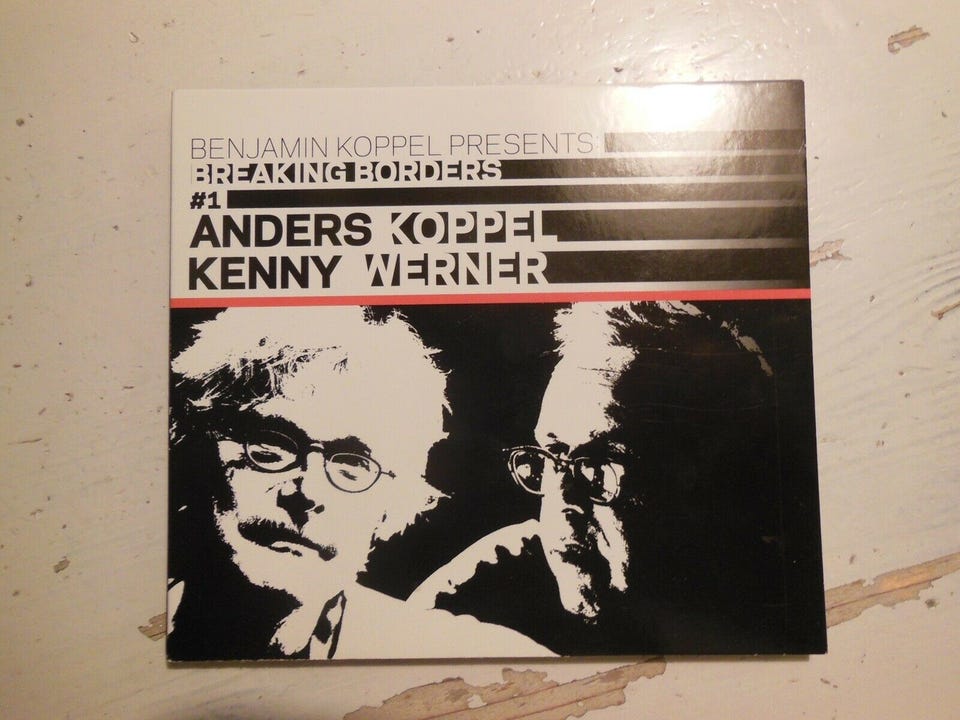 BENJAMIN KOPPEL PRESENTS:
BREAKING BORDERS
#1
ANDERS KOPPEL
KENNY WERNER